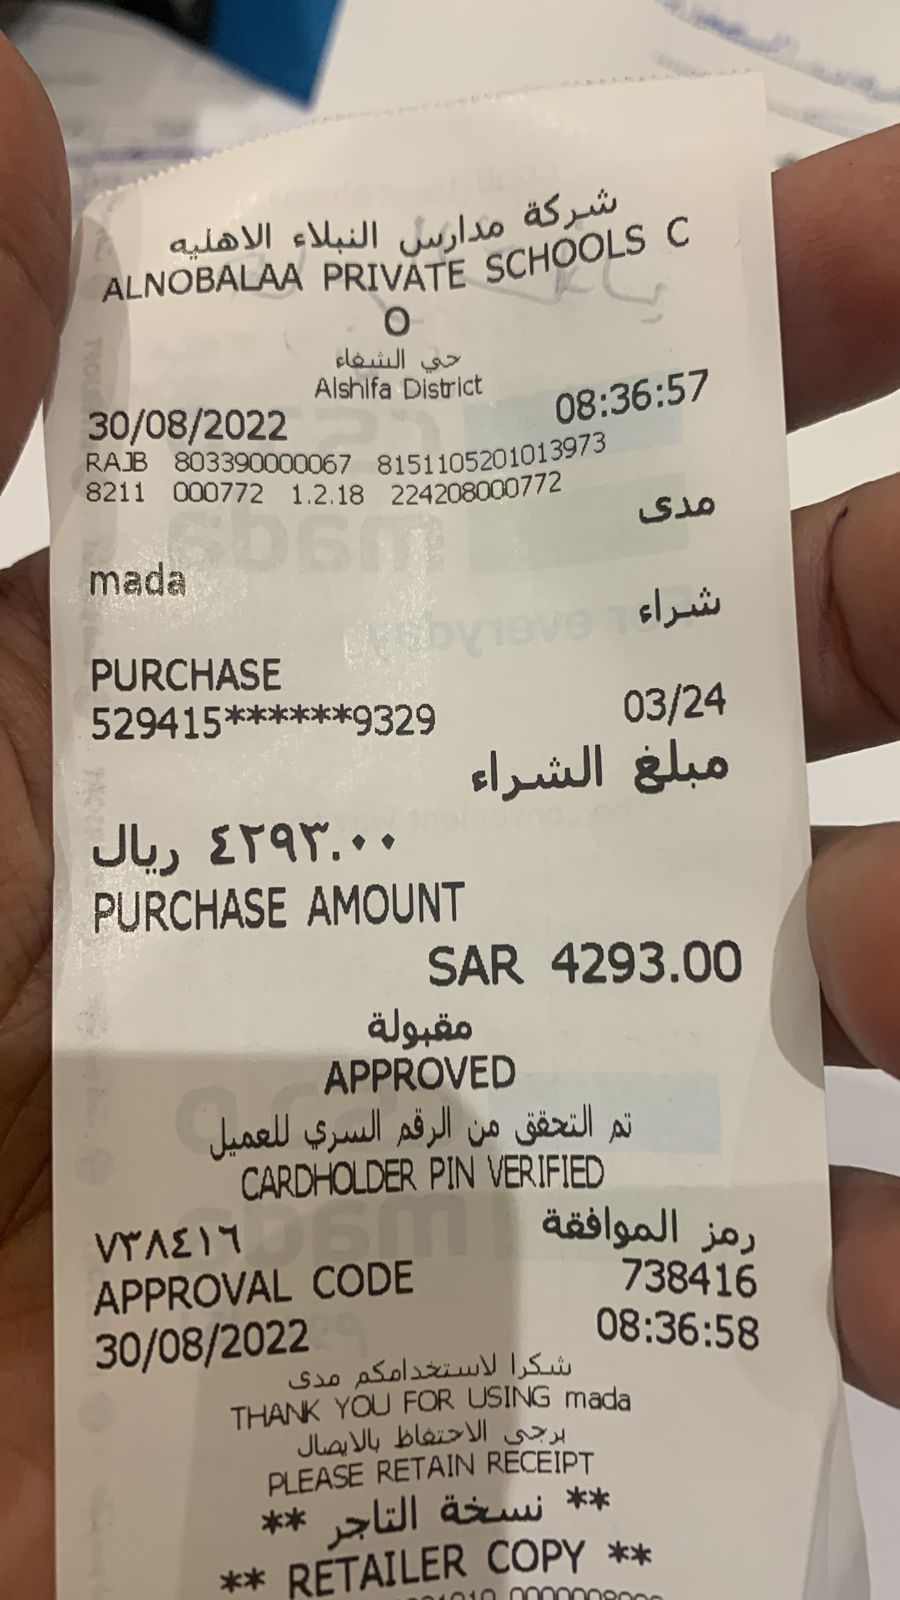 شركة مدارس النبلاء الاهليه
ALNOBALAA PRIVATE SCHOOLS C
O
حي الشفاء
Alshifa District
30/08/2022 08:36:57
RAJB 803390000067 8151105201013973
8211 000772 1.2.18 224208000772
مدى
mada
شراء
PURCHASE
529415******9329 03/24
مبلغ الشراء
٤٢٩٣.٠٠ ريال
PURCHASE AMOUNT
SAR 4293.00
مقبولة
APPROVED
تم التحقق من الرقم السري للعميل
CARDHOLDER PIN VERIFIED
رمز الموافقة
٧٣٨٤١٦
APPROVAL CODE 738416
30/08/2022 08:36:58
شكرا لاستخدامكم مدى
THANK YOU FOR USING mada
يرجى الاحتفاظ بالايصال
PLEASE RETAIN RECEIPT
** نسخة التاجر **
** RETAILER COPY **